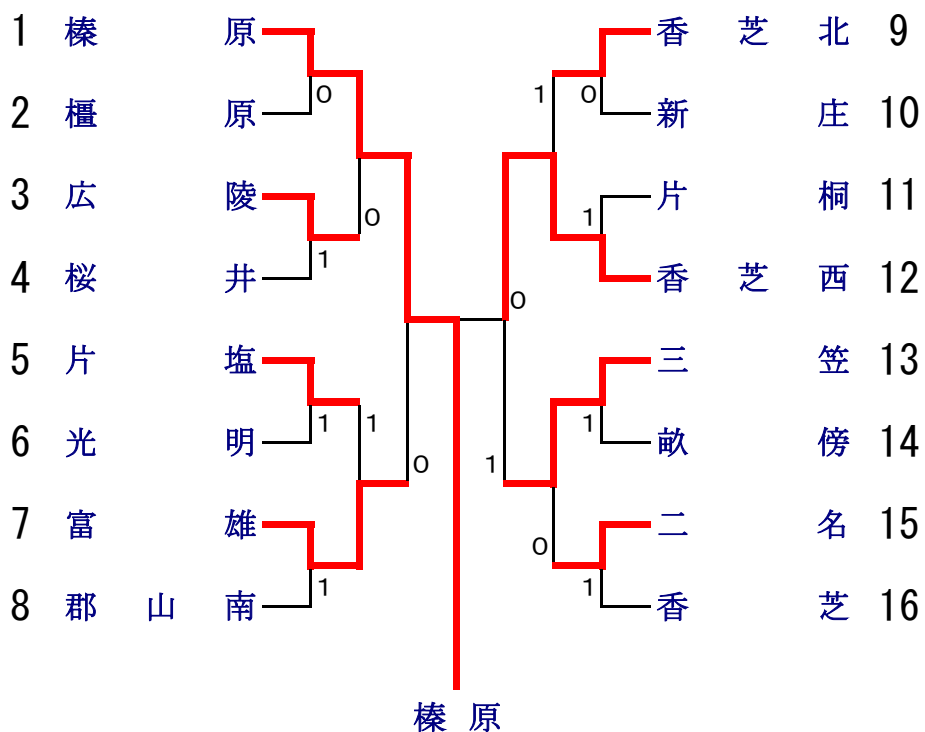 1 榛原 香芝北 9
0 1 0
2 橿原 新庄 10
3 広陵 片桐 11
0 1
1
4 桜井 香芝西 12
0
5 片塩 三笠 13
1 1 1
6 光明 畝傍 14
0 1
7 富雄 二名 15
0
1 1
8 郡山南 香芝 16
榛原